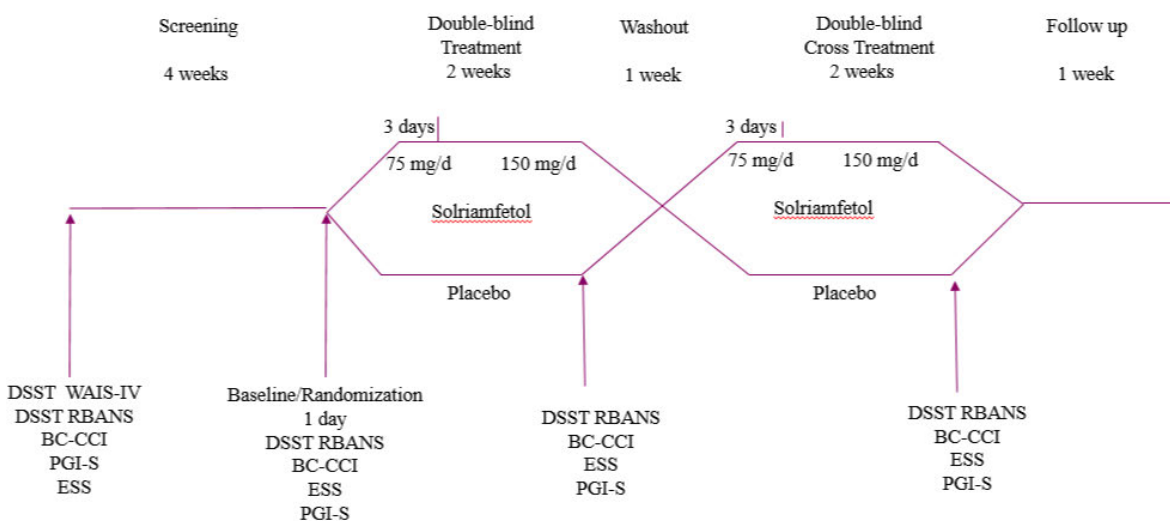 Screening
4 weeks
Double-blind
Treatment
2 weeks
Washout
1 week
Double-blind
Cross Treatment
2 weeks
Follow up
1 week
3 days
75 mg/d 150 mg/d
Solriamfetol
Placebo
3 days
75 mg/d 150 mg/d
Solriamfetol
Placebo
DSST WAIS-IV
DSST RBANS
BC-CCI
PGI-S
ESS
Baseline/Randomization
1 day
DSST RBANS
BC-CCI
ESS
PGI-S
DSST RBANS
BC-CCI
ESS
PGI-S
DSST RBANS
BC-CCI
ESS
PGI-S